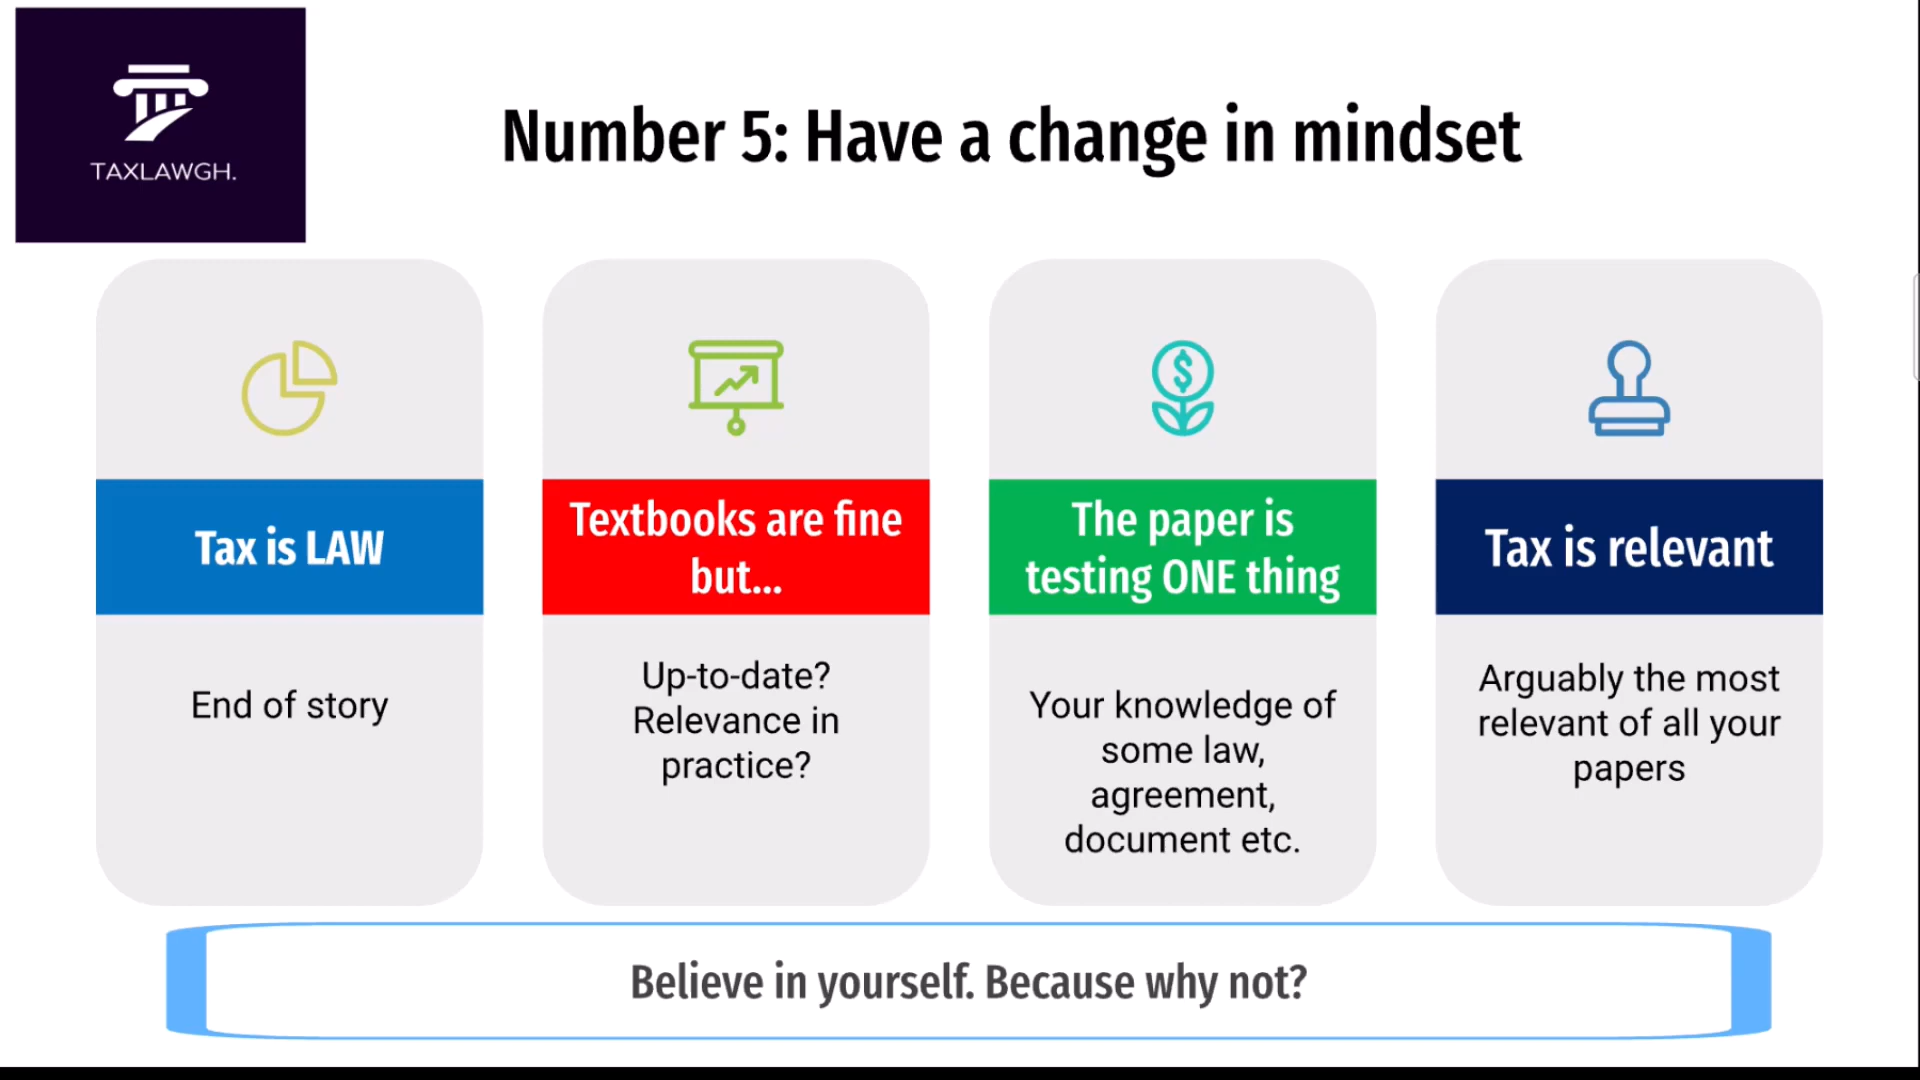 TAXLAWGH.
Number 5: Have a change in mindset
$
Tax is LAW
End of story
Textbooks are fine
but...
Up-to-date?
Relevance in
practice?
$
The paper is
testing ONE thing
Your knowledge of
some law,
agreement,
document etc.
Tax is relevant
Arguably the most
relevant of all your
papers
Believe in yourself. Because why not?